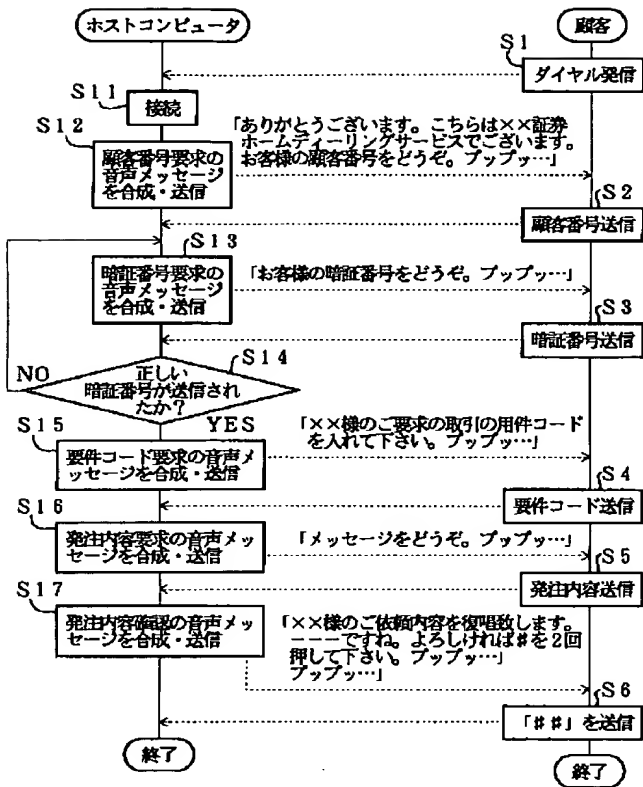 ホストコンピュータ
顧客
S1
ダイヤル発信
S11
接続
S12
顧客番号要求の
音声メッセージ
を合成・送信
「ありがとうございます。こちらは××証券
ホームディーリングサービスでございます。
お客様の顧客番号をどうぞ。プップッ…」
S2
顧客番号送信
S13
暗証番号要求の
音声メッセージ
を合成・送信
「お客様の暗証番号をどうぞ。プップッ…」
S3
暗証番号送信
S14
NO
正しい
暗証番号が送信され
たか?
YES
S15
要件コード要求の音声メ
ッセージを合成・送信
「××様のご要求の取引の用件コード
を入れて下さい。プップッ…」
S4
要件コード送信
S16
発注内容要求の音声メッ
セージを合成・送信
「メッセージをどうぞ。プップッ…」
S5
発注内容送信
S17
発注内容確認の音声メッ
セージを合成・送信
「××様のご依頼内容を復唱致します。
ーーーですね。よろしければ#を2回
押して下さい。プップッ…」
プップッ…」
S6
「##」を送信
終了
終了